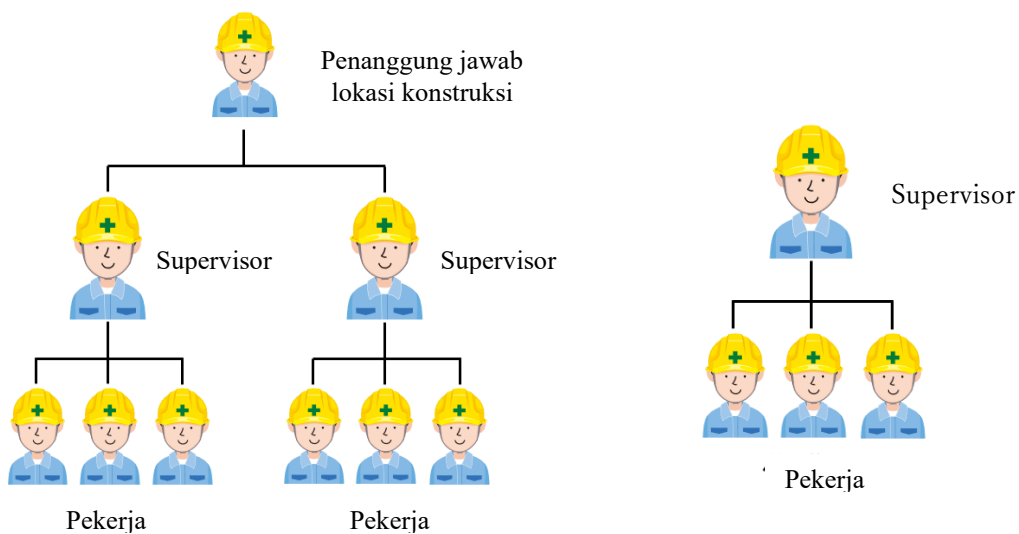 Penanggung jawab
lokasi konstruksi
Supervisor
Supervisor
Pekerja
Pekerja
Supervisor
Pekerja